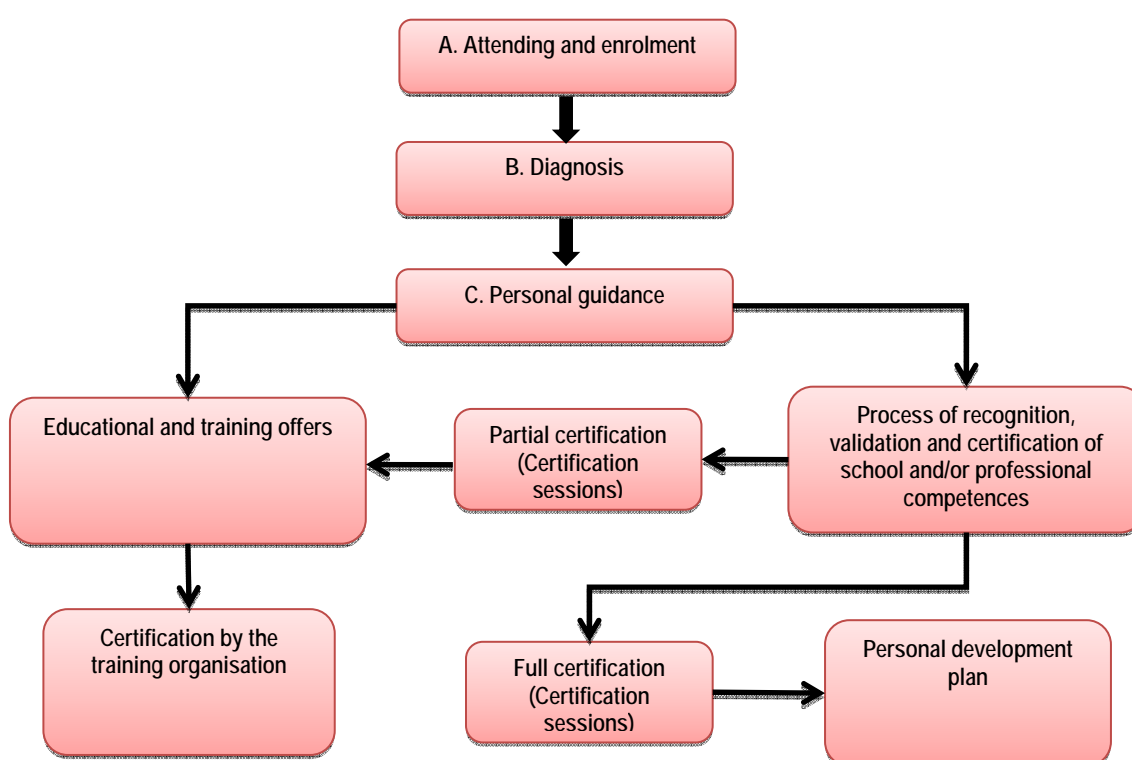 A. Attending and enrolment
B. Diagnosis
C. Personal guidance
Educational and training offers
Partial certification
(Certification
sessions)
Process of recognition,
validation and certification of
school and/or professional
competences
Certification by the
training organisation
Full certification
(Certification
sessions)
Personal development
plan